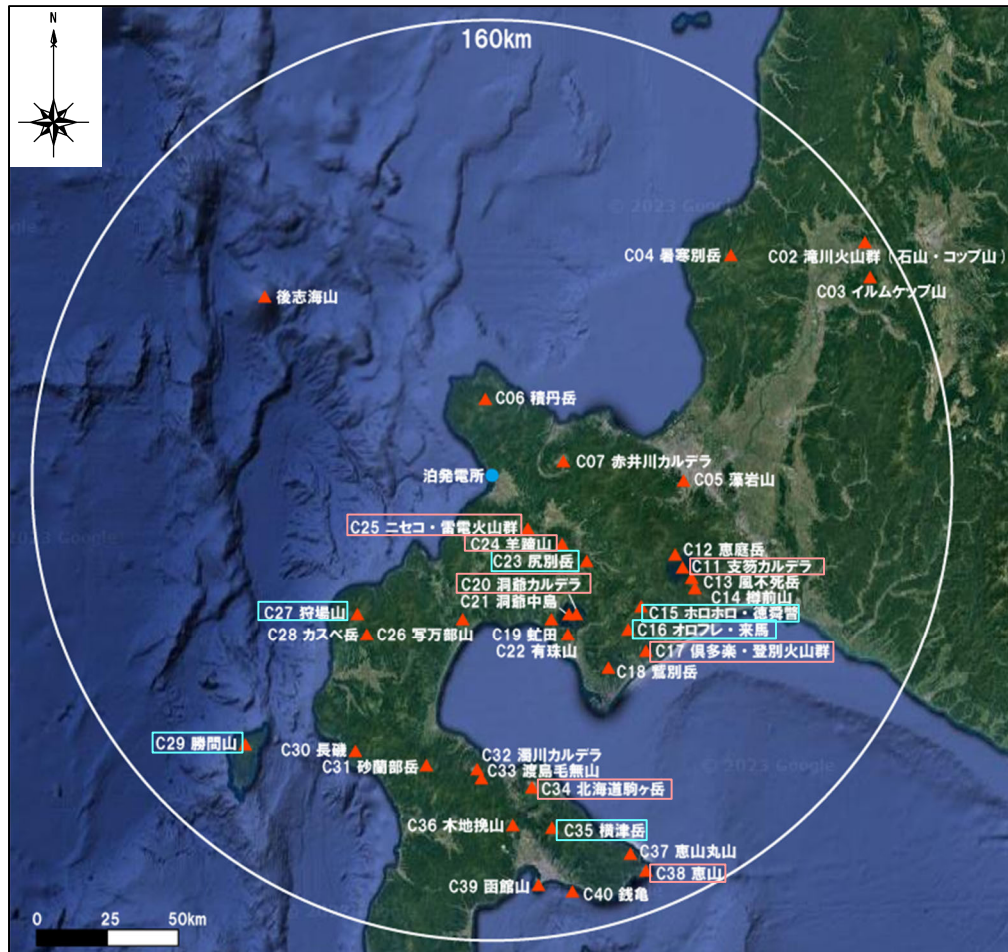 N
160km
© 2023 Google
C04 暑寒別岳
C02 滝川火山群（石山・コップ山）
C03 イルムケップ山
後志海山
C06 積丹岳
C07 赤井川カルデラ
泊発電所
C05 藻岩山
C25 ニセコ・雷電火山群
C24 羊蹄山
C23 尻別岳
C12 恵庭岳
C11 支笏カルデラ
C13 風不死岳
C14 樽前山
C20 洞爺カルデラ
C21 洞爺中島
C15 ホロホロ・徳舜瞥
C27 狩場山
C28 カスベ岳
C26 写万部山
C19 虻田
C16 オロフレ・来馬
C22 有珠山
C17 倶多楽・登別火山群
C18 鷲別岳
C29 勝澗山
C30 長磯
C31 砂蘭部岳
C32 濁川カルデラ
C33 渡島毛無山
© 2023 Google
C34 北海道駒ヶ岳
C36 木地挽山
C35 横津岳
C37 恵山丸山
C38 恵山
C39 函館山
C40 銭亀
0 25 50km